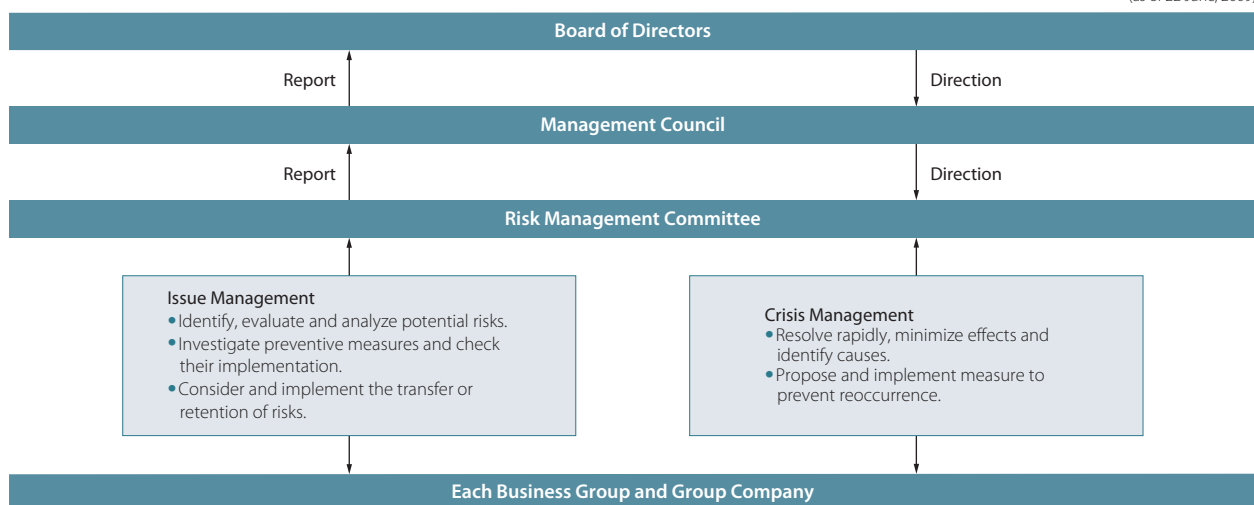 Board of Directors
Report
Direction
Management Council
Report
Direction
Risk Management Committee
Issue Management
•Identify, evaluate and analyze potential risks.
•Investigate preventive measures and check
their implementation.
•Consider and implement the transfer or
retention of risks.
Crisis Management
•Resolve rapidly, minimize effects and
identify causes.
•Propose and implement measure to
prevent reoccurrence.
Each Business Group and Group Company